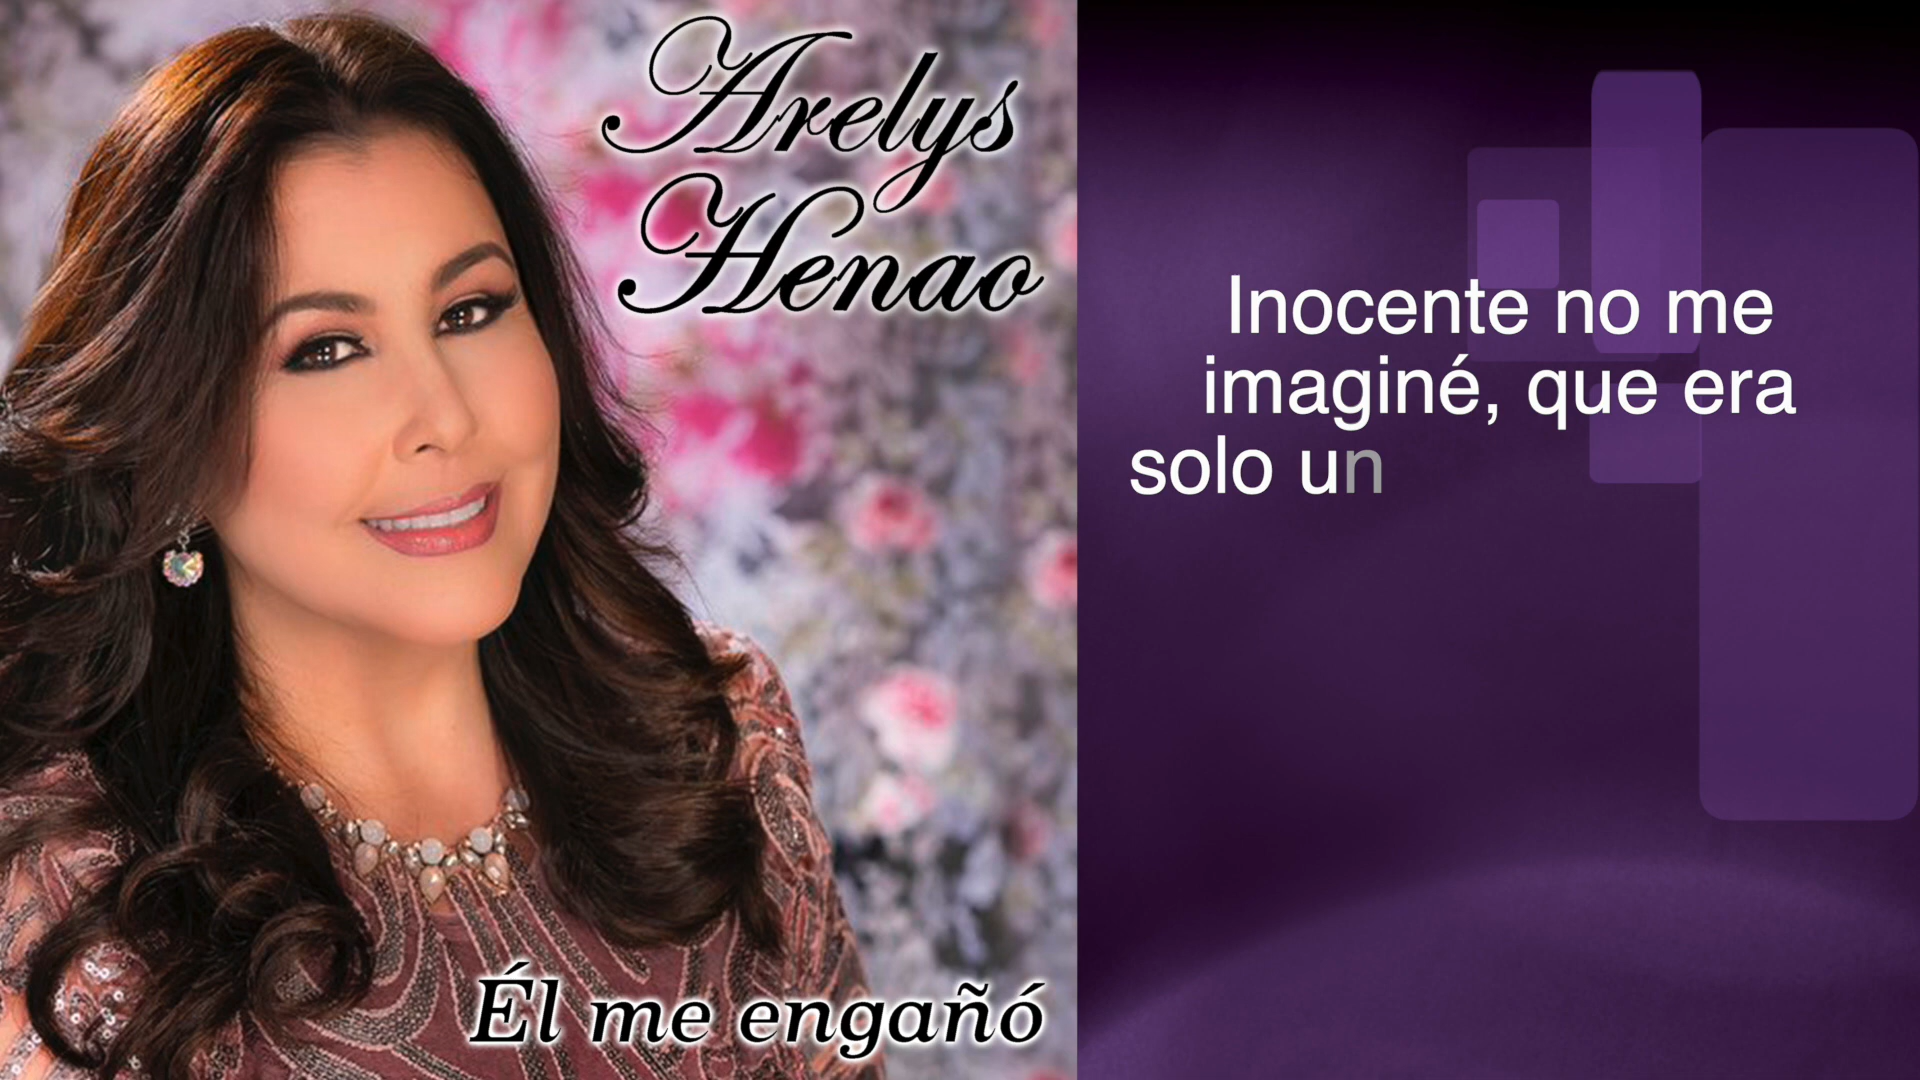 Arelys
Henao
Él me engañó
Inocente no me
imaginé, que era
solo un